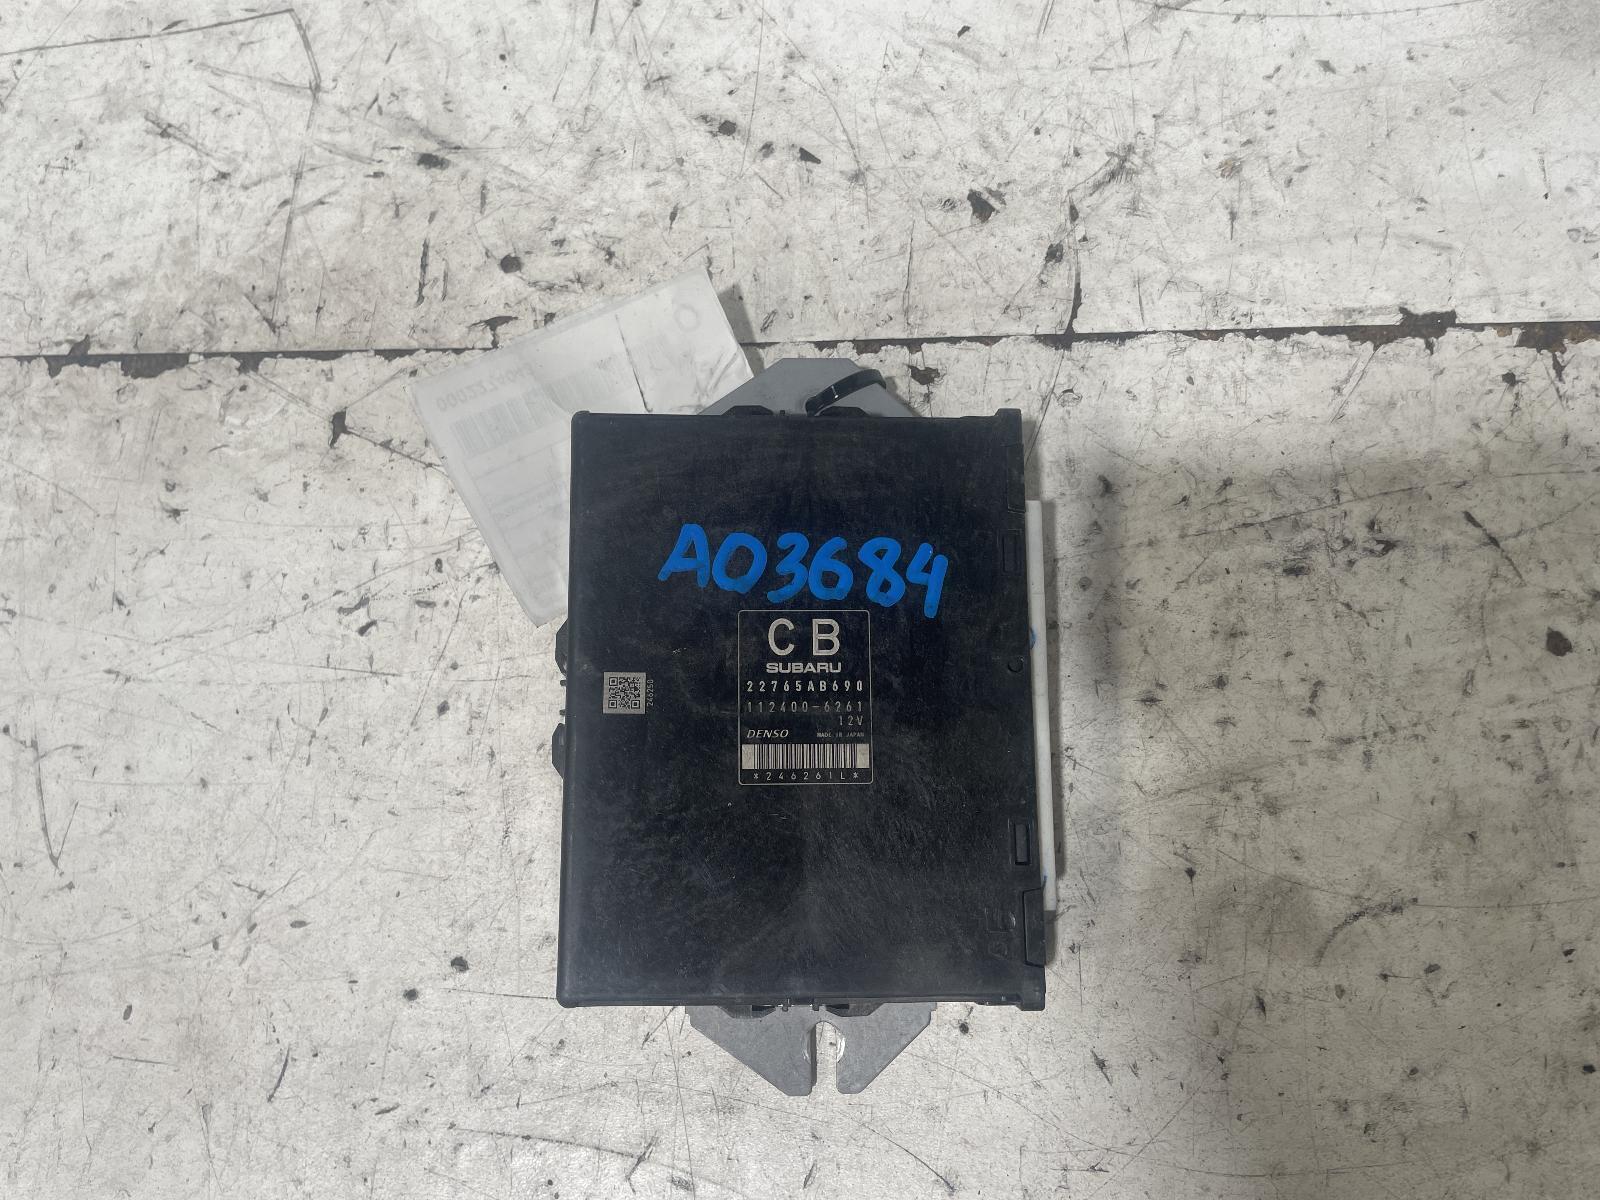 A03684
CB
SUBARU
22765AB690
112400-6261
12V
DENSO MADE IN JAPAN
*246261L*
246250